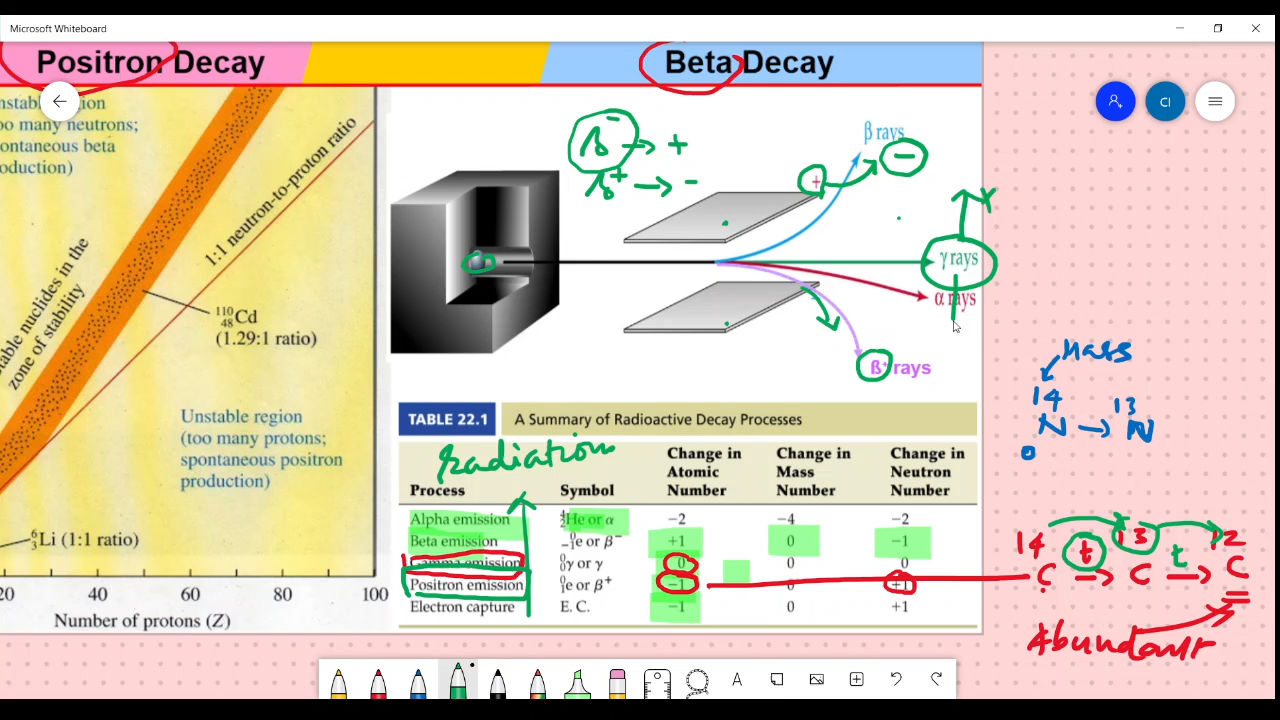 Microsoft Whiteboard
Positron Decay
Beta Decay
nstabl ion
oo many neutrons;
ontaneous beta
oduction)
table nuclides in the
zone of stability
1:1 neutron-to-proton ratio
110
48Cd
(1.29:1 ratio)
Unstable region
(too many protons;
spontaneous positron
production)
6
3Li (1:1 ratio)
20 40 60 80 100
Number of protons (Z)
β- → +
β+ → -
β rays
+
−
γ rays
α rays
ß+ rays
CI
TABLE 22.1 A Summary of Radioactive Decay Processes
radiation
Process Symbol Change in Atomic Number Change in Mass Number Change in Neutron Number
Alpha emission 4 2He or α −2 −4 −2
Beta emission 0 −1e or β− +1 0 −1
Gamma emission 0 0γ or γ 0 0 0
Positron emission 0 1e or β+ −1 0 +1
Electron capture E. C. −1 0 +1
Mass
14 13
N → N
14 13 12
t t
C → C → C
Abundant
A